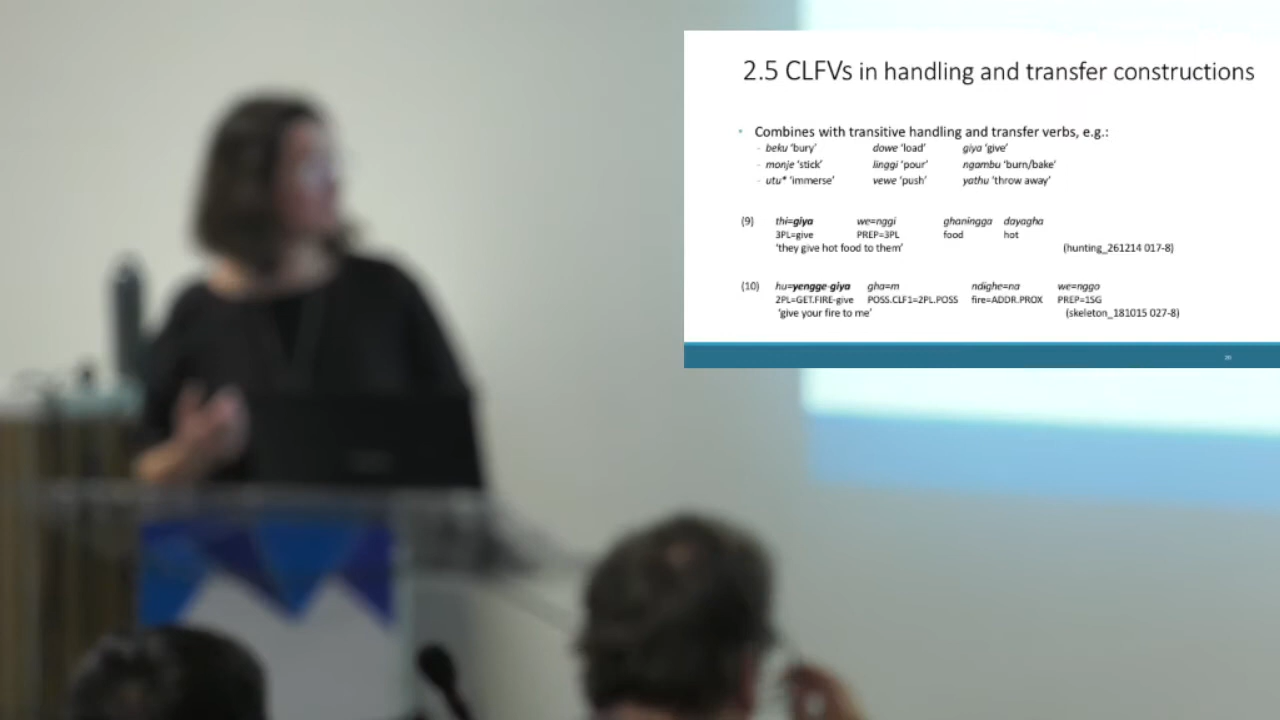 2.5 CLFVs in handling and transfer constructions
Combines with transitive handling and transfer verbs, e.g.:
- beku ‘bury’ dowe ‘load’ giya ‘give’
- monje ‘stick’ linggi ‘pour’ ngambu ‘burn/bake’
- utu* ‘immerse’ vewe ‘push’ yathu ‘throw away’
(9) thi=giya we=nggi ghaningga dayagha
3PL=give PREP=3PL food hot
‘they give hot food to them’ (hunting_261214 017-8)
(10) hu=yengge-giya gha=m ndighe=na we=nggo
2PL=GET.FIRE-give POSS.CLF1=2PL.POSS fire=ADDR.PROX PREP=1SG
‘give your fire to me’ (skeleton_181015 027-8)